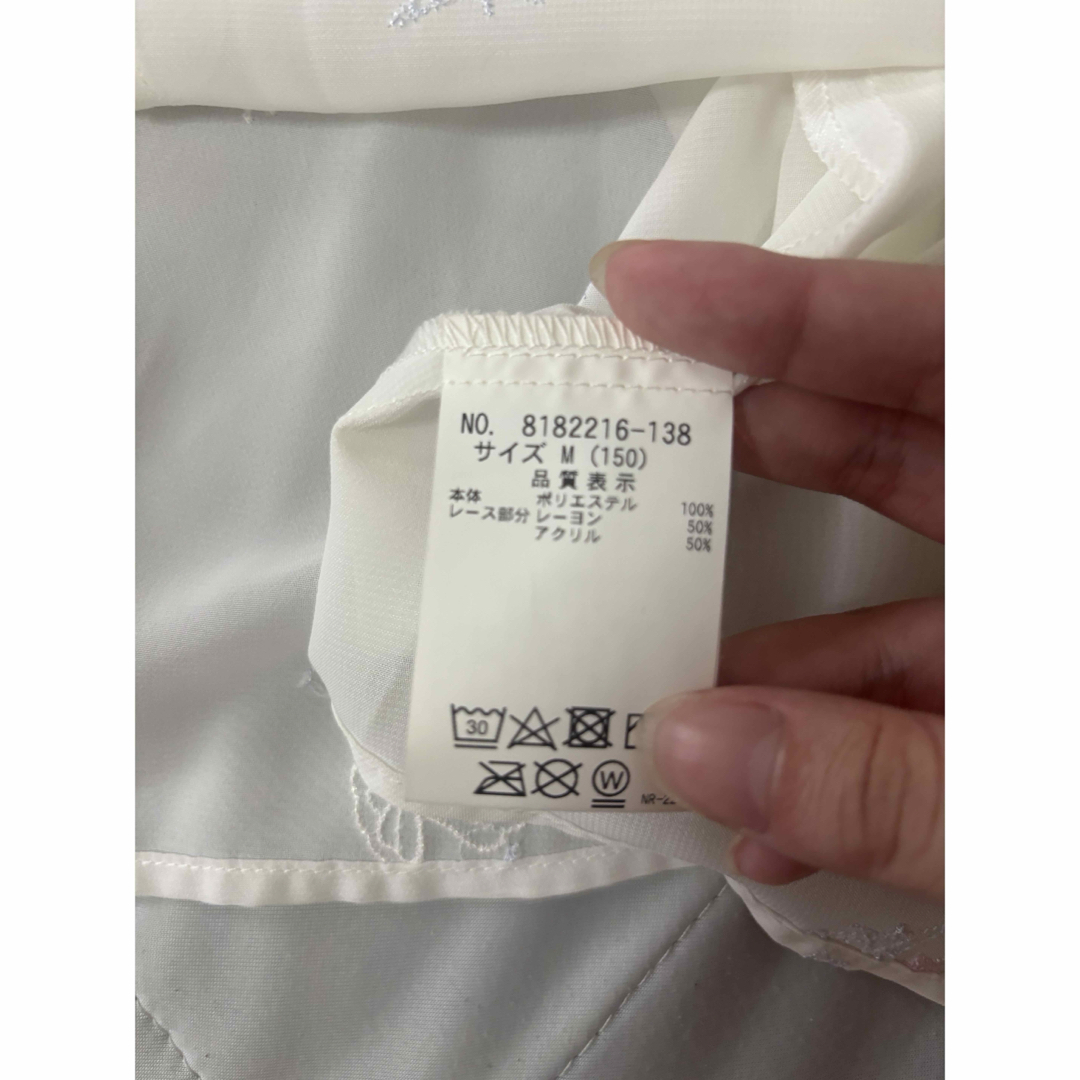 NO. 8182216-138
サイズ M (150)
品質表示
本体 ポリエステル 100%
レース部分 レーヨン 50%
アクリル 50%
30
W